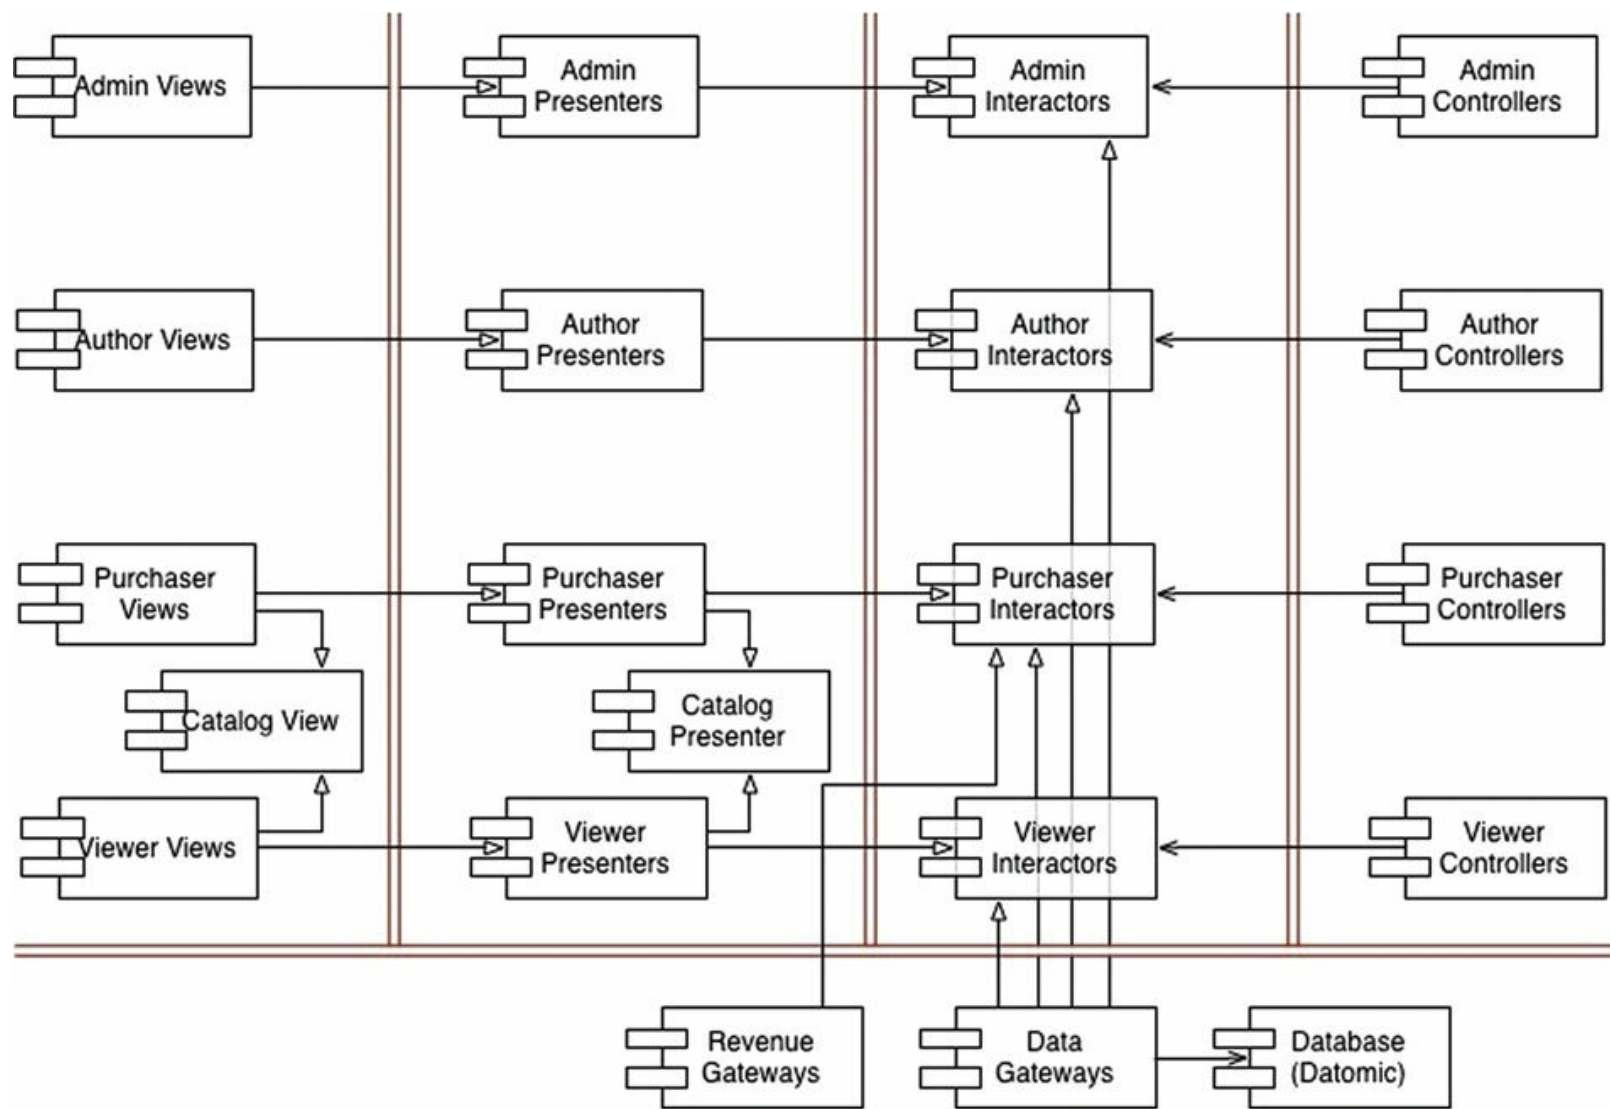 Admin Views
Admin
Presenters
Admin
Interactors
Admin
Controllers
Author Views
Author
Presenters
Author
Interactors
Author
Controllers
Purchaser
Views
Purchaser
Presenters
Purchaser
Interactors
Purchaser
Controllers
Catalog View
Catalog
Presenter
Viewer Views
Viewer
Presenters
Viewer
Interactors
Viewer
Controllers
Revenue
Gateways
Data
Gateways
Database
(Datomic)